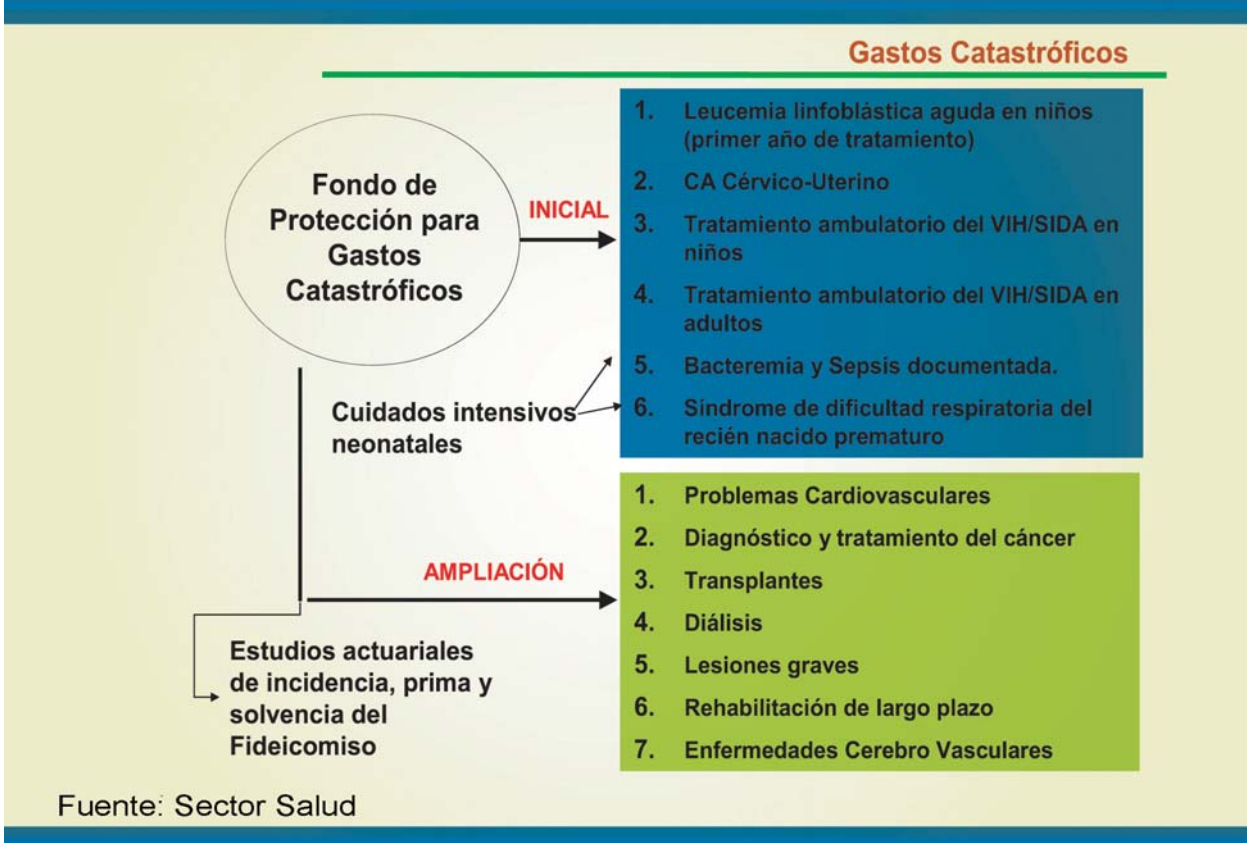 Gastos Catastróficos
Fondo de
Protección para
Gastos
Catastróficos
INICIAL
1. Leucemia linfoblástica aguda en niños
(primer año de tratamiento)
2. CA Cérvico-Uterino
3. Tratamiento ambulatorio del VIH/SIDA en
niños
4. Tratamiento ambulatorio del VIH/SIDA en
adultos
5. Bacteremia y Sepsis documentada.
6. Síndrome de dificultad respiratoria del
recién nacido prematuro
Cuidados intensivos
neonatales
AMPLIACIÓN
1. Problemas Cardiovasculares
2. Diagnóstico y tratamiento del cáncer
3. Transplantes
4. Diálisis
5. Lesiones graves
6. Rehabilitación de largo plazo
7. Enfermedades Cerebro Vasculares
Estudios actuariales
de incidencia, prima y
solvencia del
Fideicomiso
Fuente: Sector Salud